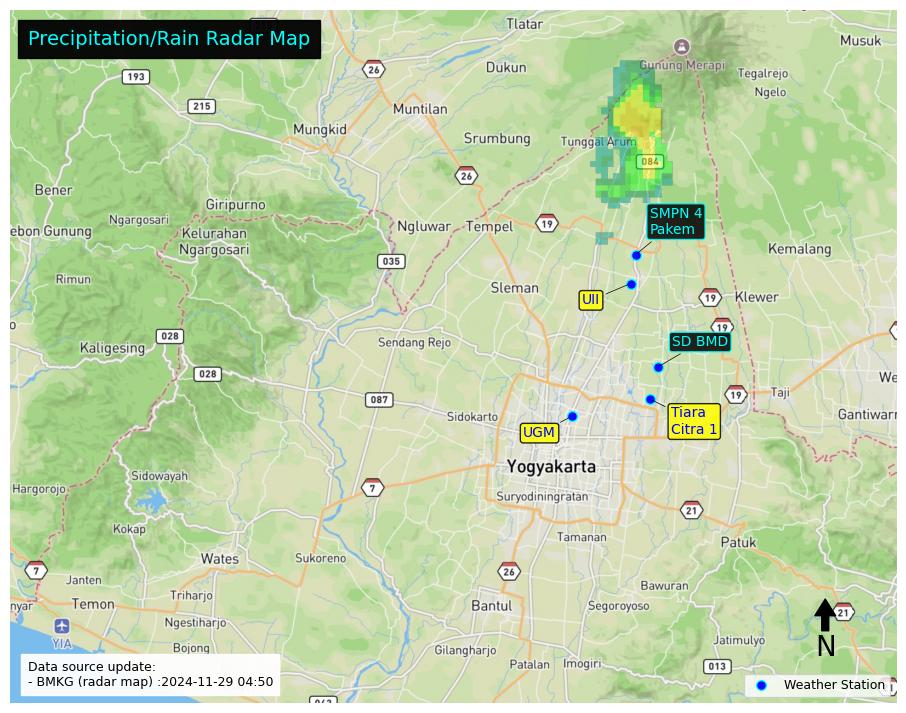 Precipitation/Rain Radar Map
Tlatar
Musuk
26
Dukun
Gunung Merapi
193
Tegalrejo
Ngelo
215
Muntilan
Mungkid
Srumbung
Tunggal Arum
084
26
Bener
Giripurno
SMPN 4
Pakem
Ngargosari
Ngluwar
Tempel
19
ebon Gunung
Kelurahan
Ngargosari
Kemalang
035
Rimun
Sleman
UII
19
Klewer
19
028
Kaligesing
Sendang Rejo
SD BMD
028
We
087
19
Taji
Sidokarto
Tiara
Citra 1
Gantiwarn
UGM
Yogyakarta
Sidowayah
Hargorojo
7
Suryodiningratan
21
Kokap
Tamanan
Patuk
Wates
Sukoreno
7
26
Janten
Bawuran
Triharjo
nyar
Temon
Bantul
Segoroyoso
21
Ngestiharjo
YIA
Jatimulyo
N
Bojong
Gilangharjo
Patalan
Imogiri
013
Data source update:
- BMKG (radar map) :2024-11-29 04:50
Weather Station